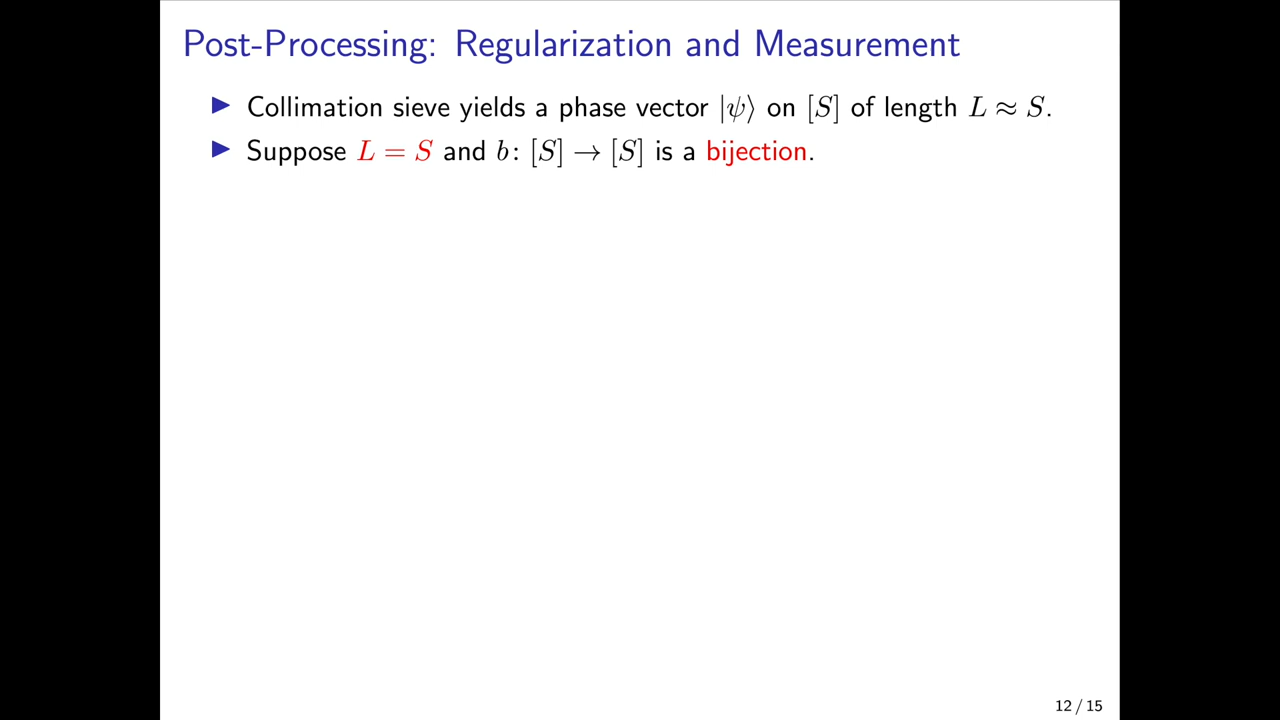 Post-Processing: Regularization and Measurement
▶ Collimation sieve yields a phase vector |ψ⟩ on [S] of length L ≈ S.
▶ Suppose L = S and b: [S] → [S] is a bijection.
12 / 15